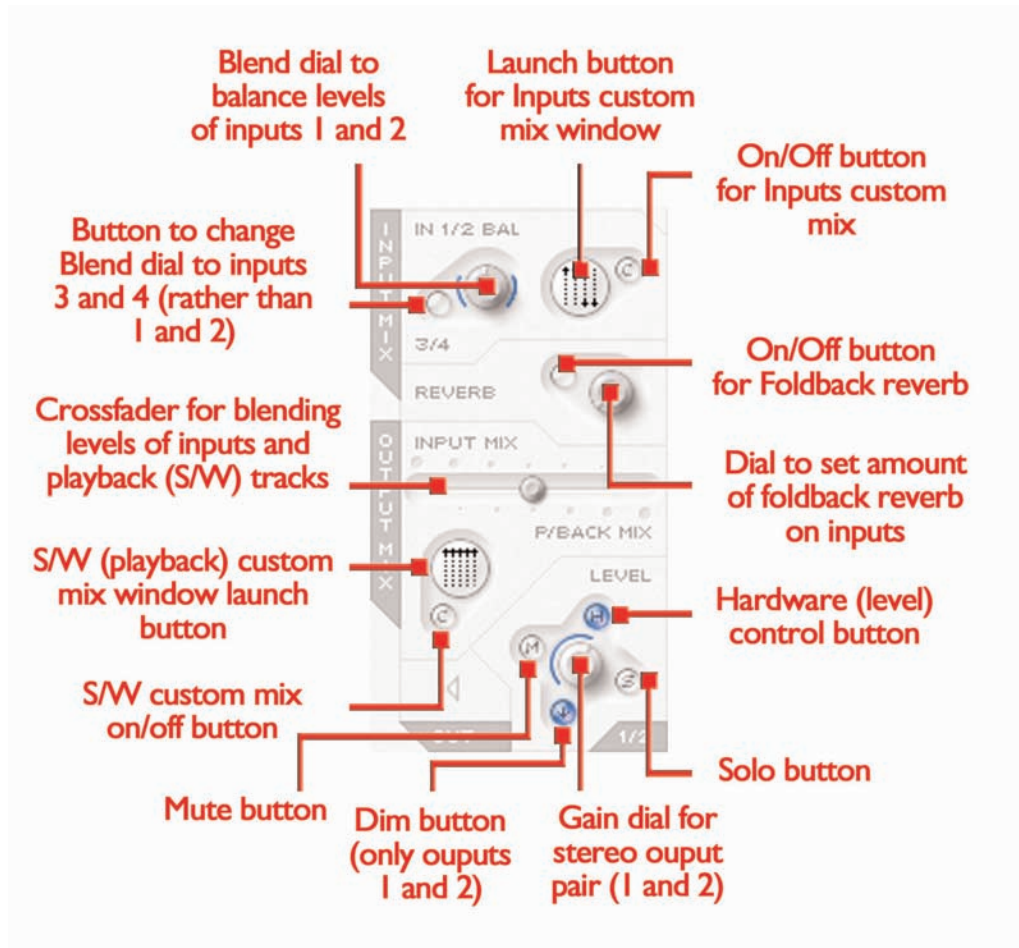 Blend dial to
balance levels
of inputs 1 and 2
Launch button
for Inputs custom
mix window
On/Off button
for Inputs custom
mix
Button to change
Blend dial to inputs
3 and 4 (rather than
1 and 2)
INPUT MIX
IN 1/2 BAL
C
3/4
REVERB
On/Off button
for Foldback reverb
Crossfader for blending
levels of inputs and
playback (S/W) tracks
OUTPUT MIX
INPUT MIX
P/BACK MIX
Dial to set amount
of foldback reverb
on inputs
S/W (playback) custom
mix window launch
button
LEVEL
H
C
M
S
Hardware (level)
control button
S/W custom mix
on/off button
OUT
1/2
Solo button
Mute button
Dim button
(only ouputs
1 and 2)
Gain dial for
stereo ouput
pair (1 and 2)